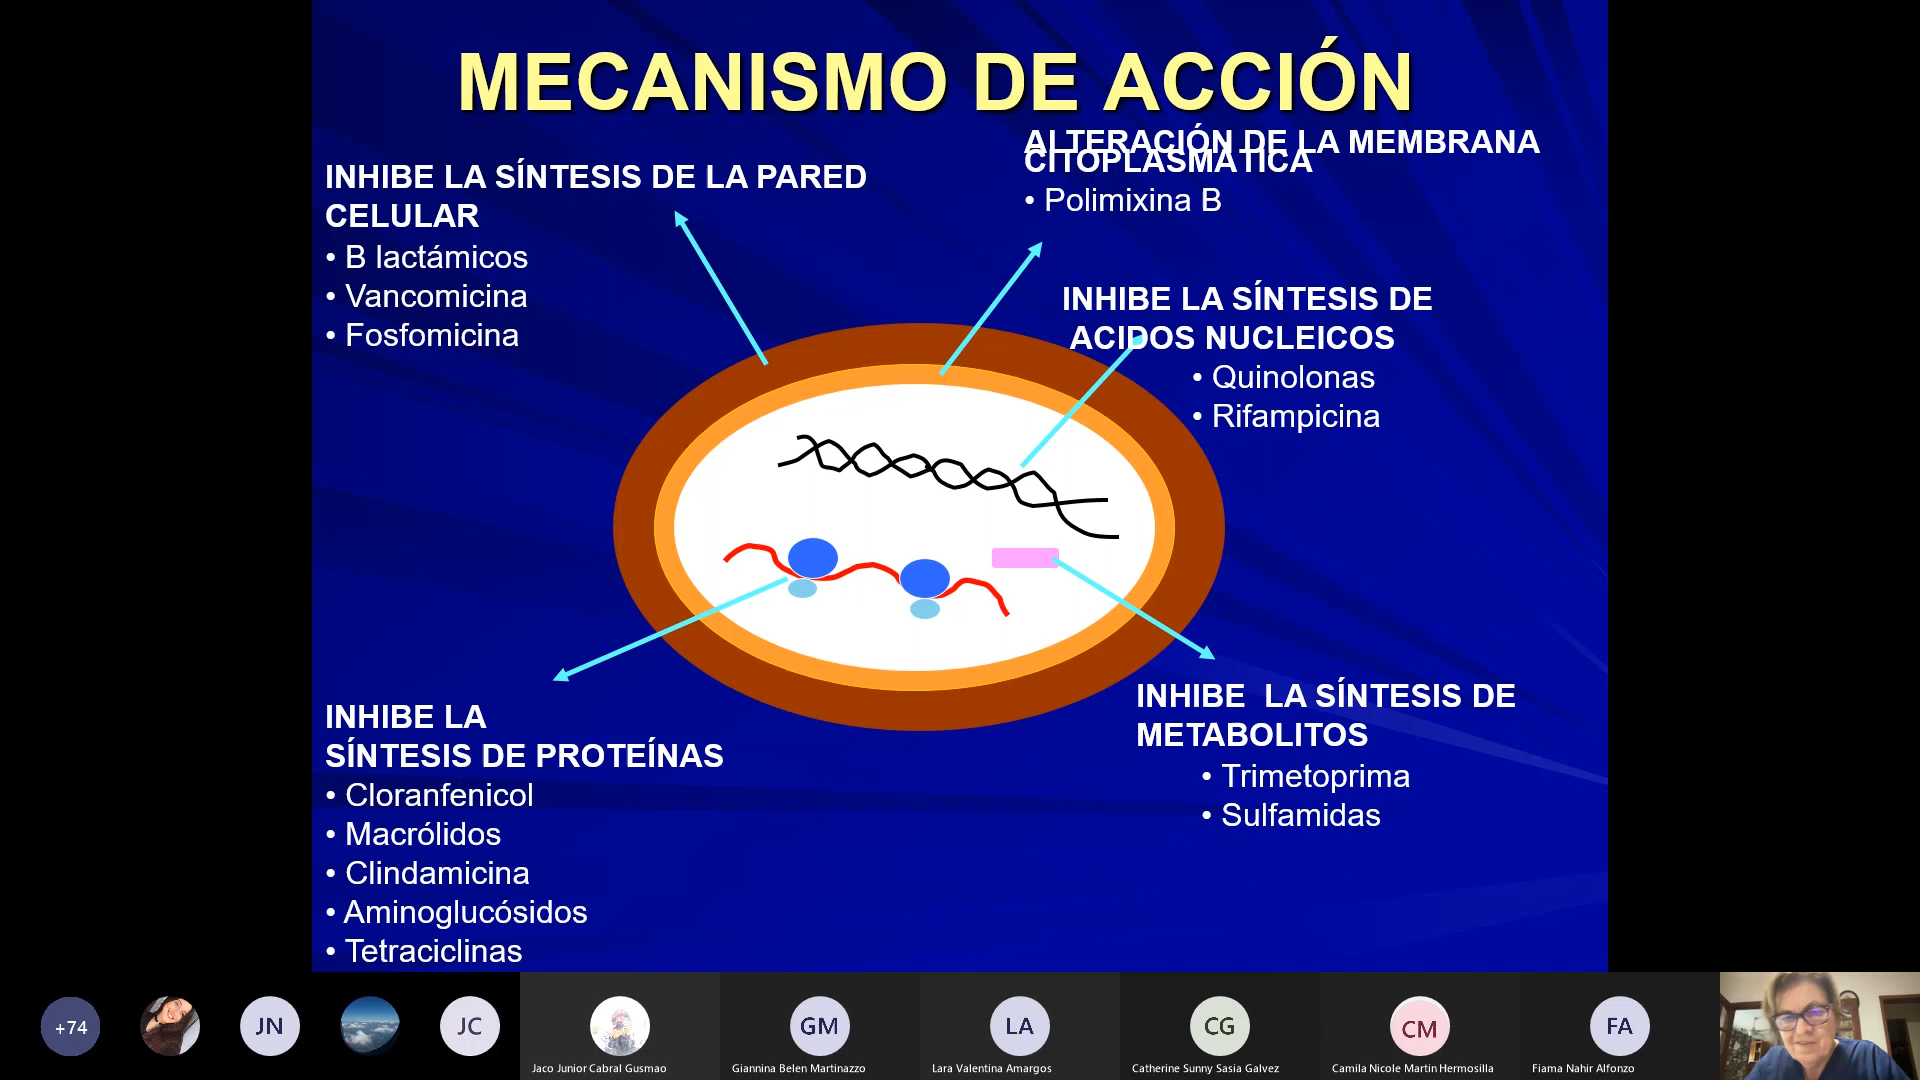 MECANISMO DE ACCIÓN
INHIBE LA SÍNTESIS DE LA PARED
CELULAR
• B lactámicos
• Vancomicina
• Fosfomicina
ALTERACIÓN DE LA MEMBRANA
CITOPLASMÁTICA
• Polimixina B
INHIBE LA SÍNTESIS DE
ACIDOS NUCLEICOS
• Quinolonas
• Rifampicina
INHIBE LA
SÍNTESIS DE PROTEÍNAS
• Cloranfenicol
• Macrólidos
• Clindamicina
• Aminoglucósidos
• Tetraciclinas
INHIBE  LA SÍNTESIS DE
METABOLITOS
• Trimetoprima
• Sulfamidas
+74
JN
JC
Jaco Junior Cabral Gusmao
GM
Giannina Belen Martinazzo
LA
Lara Valentina Amargos
CG
Catherine Sunny Sasia Galvez
CM
Camila Nicole Martin Hermosilla
FA
Fiama Nahir Alfonzo